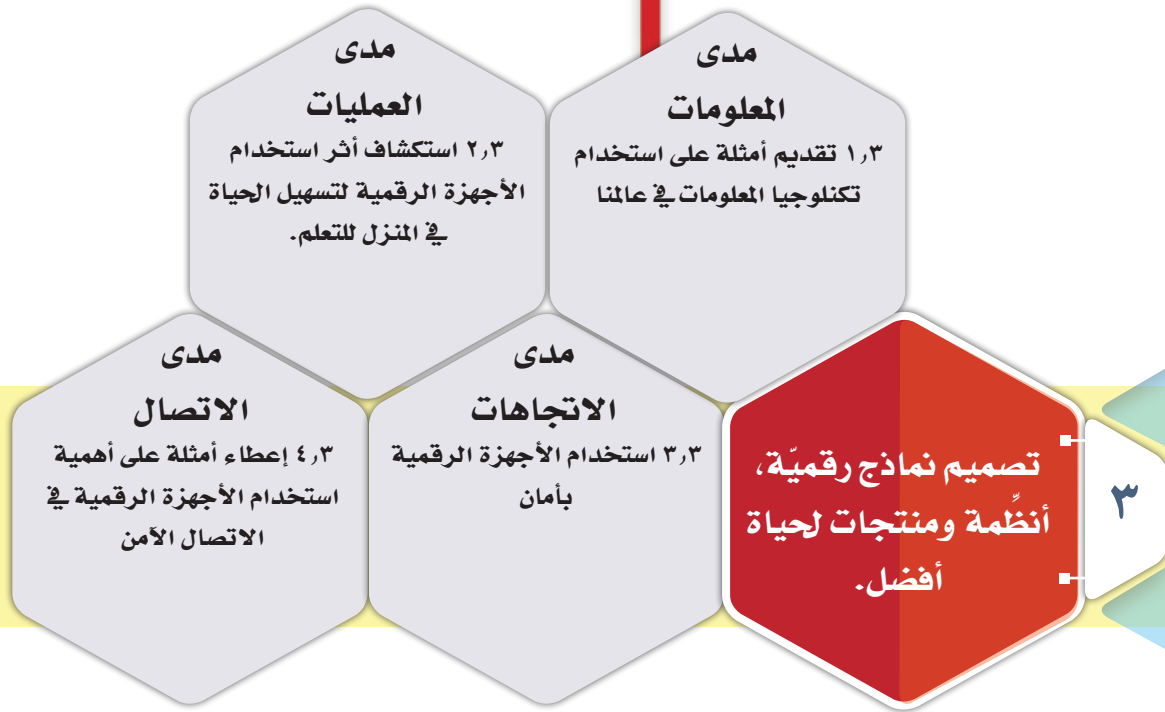 مدى
المعلومات
١٫٣ تقديم أمثلة على استخدام
تكنلوجيا المعلومات في عالمنا
مدى
العمليات
٢٫٣ استكشاف أثر استخدام
الأجهزة الرقمية لتسهيل الحياة
في المنزل للتعلم.
٣
تصميم نماذج رقميّة،
أنظِّمة ومنتجات لحياة
أفضل.
مدى
الاتجاهات
٣٫٣ استخدام الأجهزة الرقمية
بأمان
مدى
الاتصال
٤٫٣ إعطاء أمثلة على أهمية
استخدام الأجهزة الرقمية في
الاتصال الآمن